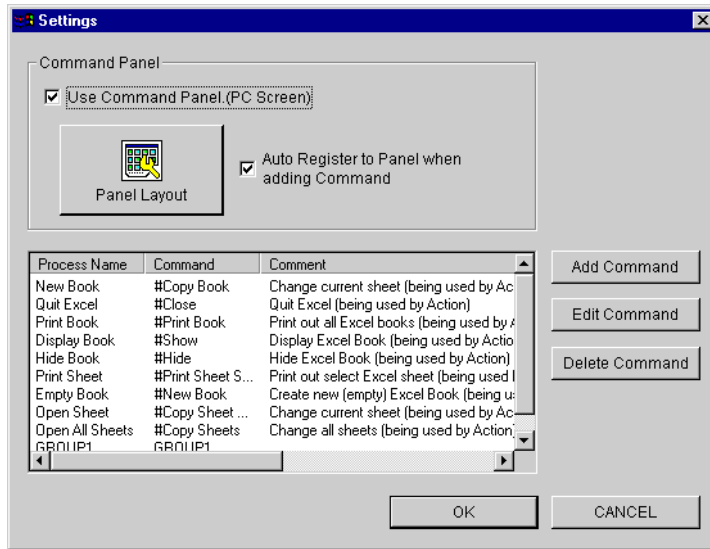 Settings
Command Panel
Use Command Panel.(PC Screen)
Panel Layout
Auto Register to Panel when
adding Command
Process Name Command Comment
New Book #Copy Book Change current sheet (being used by Ac
Quit Excel #Close Quit Excel (being used by Action)
Print Book #Print Book Print out all Excel books (being used by
Display Book #Show Display Excel Book (being used by Actio
Hide Book #Hide Hide Excel Book (being used by Action)
Print Sheet #Print Sheet S... Print out select Excel sheet (being used
Empty Book #New Book Create new (empty) Excel Book (being u
Open Sheet #Copy Sheet ... Change current sheet (being used by Ac
Open All Sheets #Copy Sheets Change all sheets (being used by Action
GROUP1 GROUP1
Add Command
Edit Command
Delete Command
OK
CANCEL